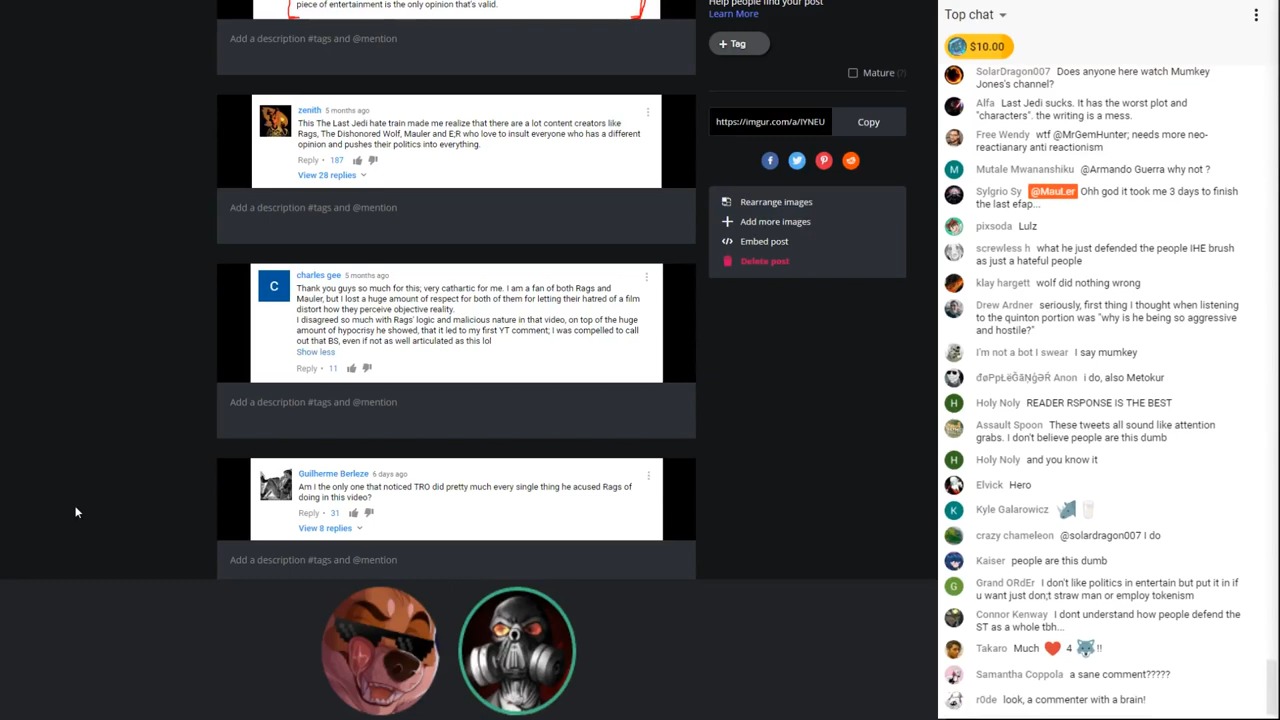 piece of entertainment is the only opinion that's valid.
Add a description #tags and @mention
zenith 5 months ago
This The Last Jedi hate train made me realize that there are a lot content creators like
Rags, The Dishonored Wolf, Mauler and E;R who love to insult everyone who has a different
opinion and pushes their politics into everything.
Reply · 187
View 28 replies
Add a description #tags and @mention
C
charles gee 5 months ago
Thank you guys so much for this; very cathartic for me. I am a fan of both Rags and
Mauler, but I lost a huge amount of respect for both of them for letting their hatred of a film
distort how they perceive objective reality.
I disagreed so much with Rags' logic and malicious nature in that video, on top of the huge
amount of hypocrisy he showed, that it led to my first YT comment; I was compelled to call
out that BS, even if not as well articulated as this lol
Show less
Reply · 11
Add a description #tags and @mention
Guilherme Berleze 6 days ago
Am I the only one that noticed TRO did pretty much every single thing he acused Rags of
doing in this video?
Reply · 31
View 8 replies
Add a description #tags and @mention
Help people find your post
Learn More
+ Tag
Mature (?)
https://imgur.com/a/IYNEU
Copy
Rearrange images
Add more images
Embed post
Delete post
Top chat
$10.00
SolarDragon007 Does anyone here watch Mumkey
Jones's channel?
Alfa Last Jedi sucks. It has the worst plot and
"characters". the writing is a mess.
Free Wendy wtf @MrGemHunter; needs more neo-
reactianary anti reactionism
M
Mutale Mwananshiku @Armando Guerra why not ?
Sylgrio Sy @MauLer Ohh god it took me 3 days to finish
the last efap...
pixsoda Lulz
screwless h what he just defended the people IHE brush
as just a hateful people
klay hargett wolf did nothing wrong
Drew Ardner seriously, first thing I thought when listening
to the quinton portion was "why is he being so aggressive
and hostile?"
I'm not a bot I swear I say mumkey
Anon i do, also Metokur
H
Holy Noly READER RSPONSE IS THE BEST
Assault Spoon These tweets all sound like attention
grabs. I don't believe people are this dumb
H
Holy Noly and you know it
Elvick Hero
K
Kyle Galarowicz
crazy chameleon @solardragon007 I do
Kaiser people are this dumb
G
Grand ORdEr I don't like politics in entertain but put it in if
u want just don;t straw man or employ tokenism
Connor Kenway I dont understand how people defend the
ST as a whole tbh...
Takaro Much 4 !!
Samantha Coppola a sane comment?????
r0de look, a commenter with a brain!